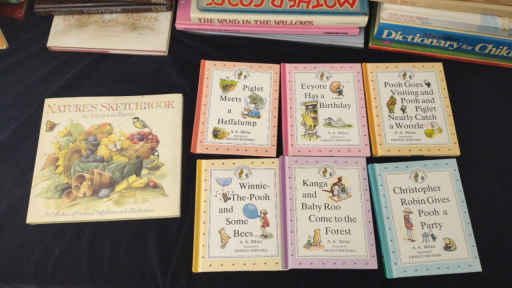 MOTHER GOOSE
THE WIND IN THE WILLOWS
Dictionary for Child
NATURE'S SKETCHBOOK
Piglet
Meets
a
Heffalump
A. A. Milne
Eeyore
Has a
Birthday
A. A. Milne
Pooh Goes
Visiting and
Pooh and
Piglet
Nearly Catch
a Woozle
A. A. Milne
Winnie-
The-Pooh
and
Some
Bees
A. A. Milne
Kanga
and
Baby Roo
Come to the
Forest
A. A. Milne
Christopher
Robin Gives
Pooh a
Party
A. A. Milne